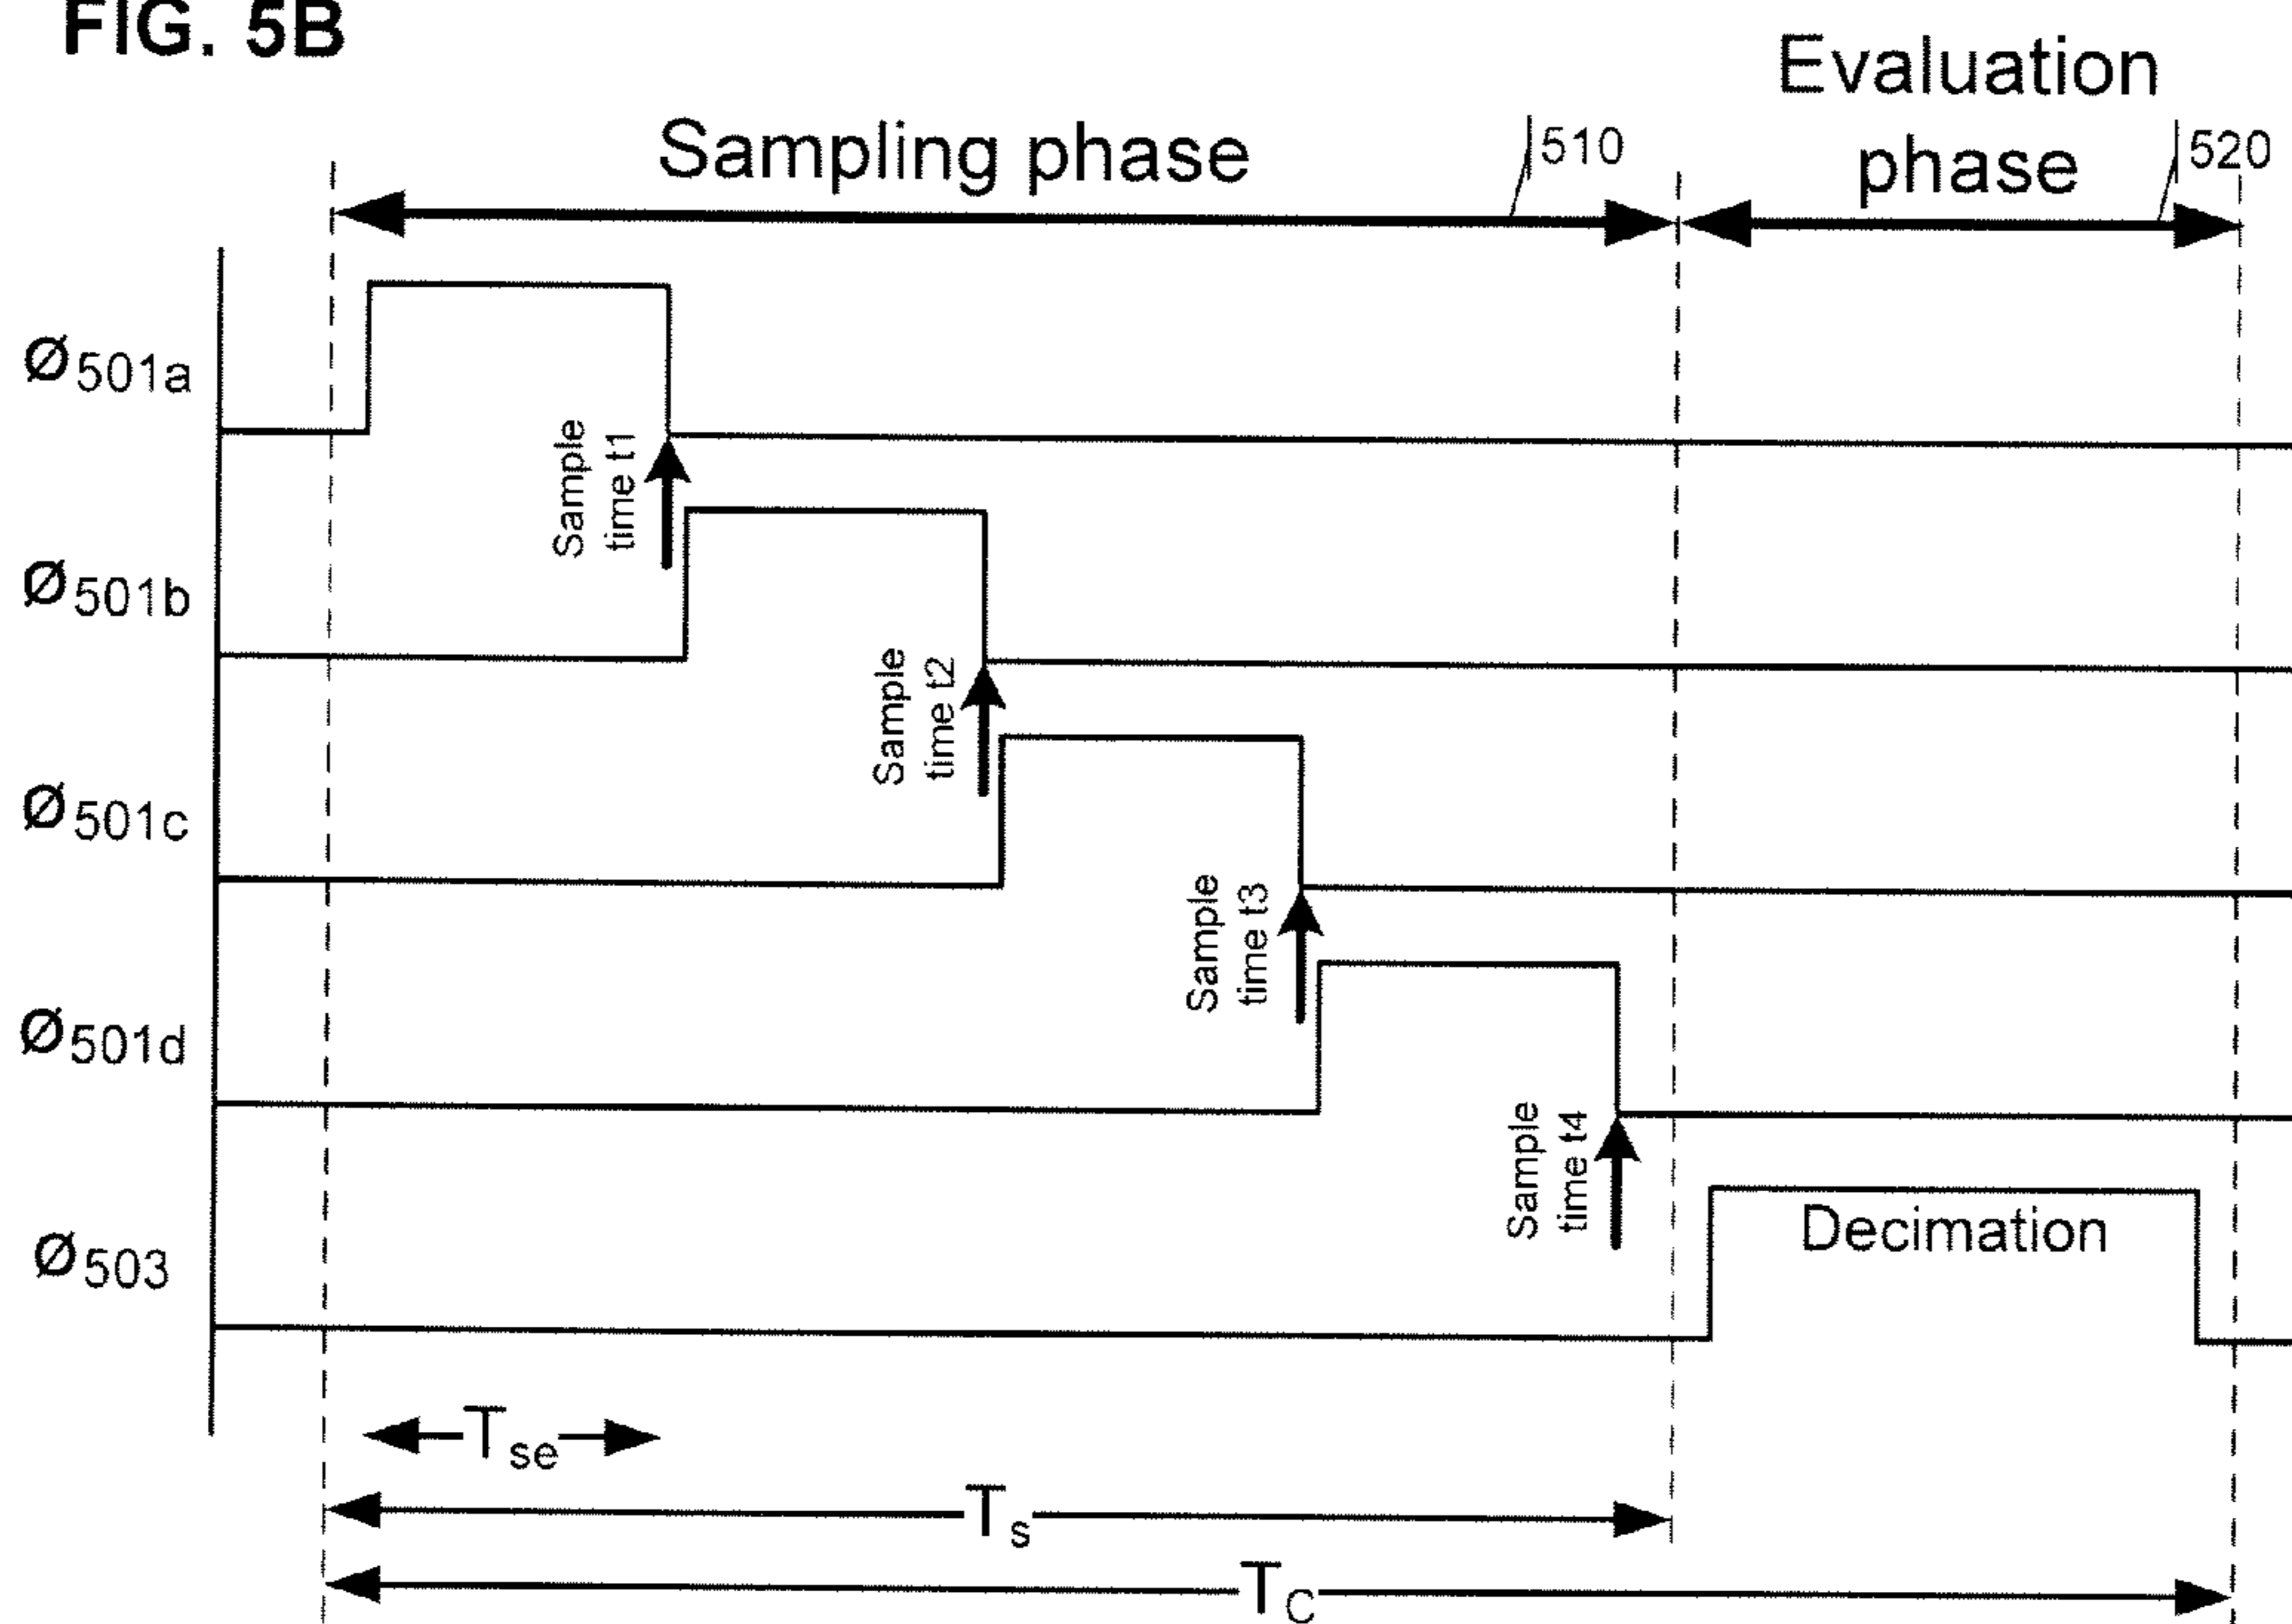 FIG. 5B
Sampling phase
510
Evaluation
phase
520
Ø501a
Sample
time t1
Ø501b
Sample
time t2
Ø501c
Sample
time t3
Ø501d
Sample
time t4
Ø503
Decimation
Tse
Ts
TC